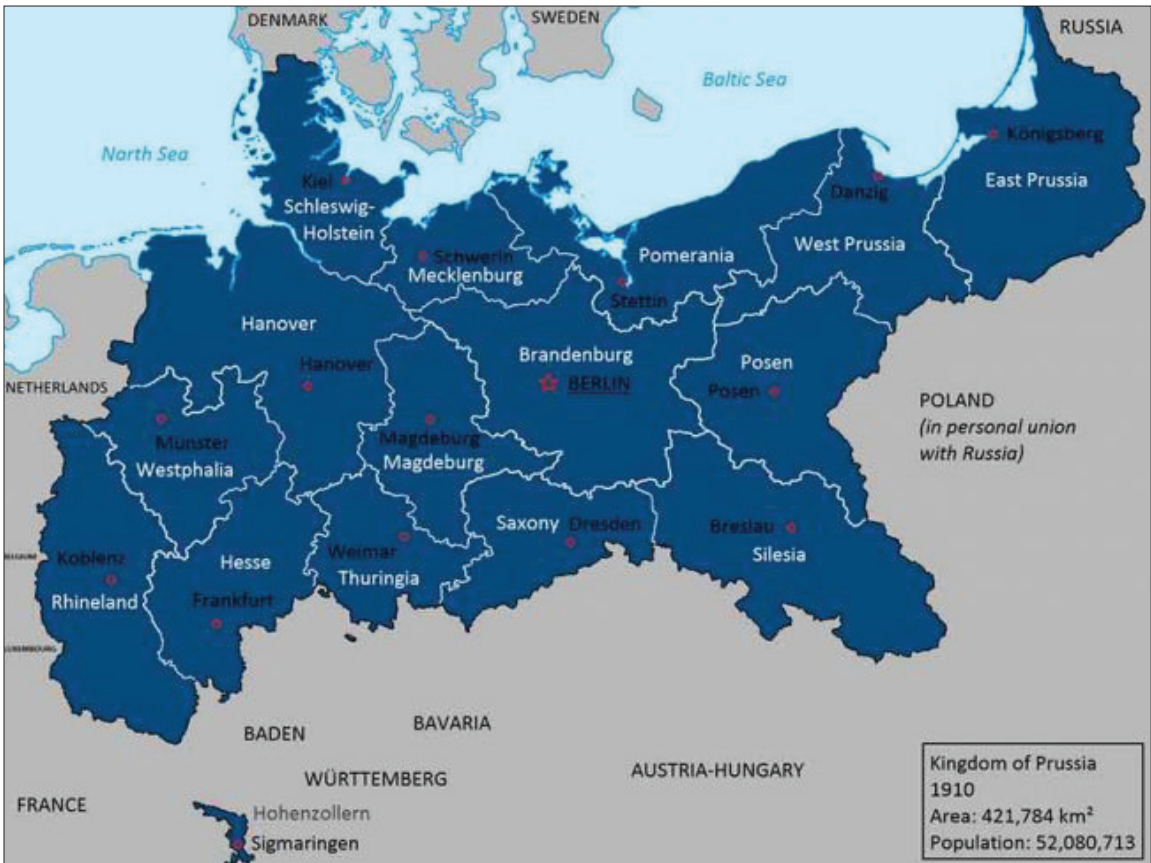 DENMARK
SWEDEN
RUSSIA
Baltic Sea
North Sea
Königsberg
East Prussia
Kiel
Schleswig-
Holstein
Danzig
West Prussia
Schwerin
Mecklenburg
Pomerania
Stettin
Hanover
Hanover
Brandenburg
BERLIN
Posen
Posen
NETHERLANDS
POLAND
(in personal union
with Russia)
Munster
Westphalia
Magdeburg
Magdeburg
Saxony
Dresden
Breslau
Silesia
BELGIUM
Koblenz
Rhineland
Hesse
Frankfurt
Weimar
Thuringia
LUXEMBOURG
BADEN
BAVARIA
WÜRTTEMBERG
AUSTRIA-HUNGARY
FRANCE
Hohenzollern
Sigmaringen
Kingdom of Prussia
1910
Area: 421,784 km²
Population: 52,080,713